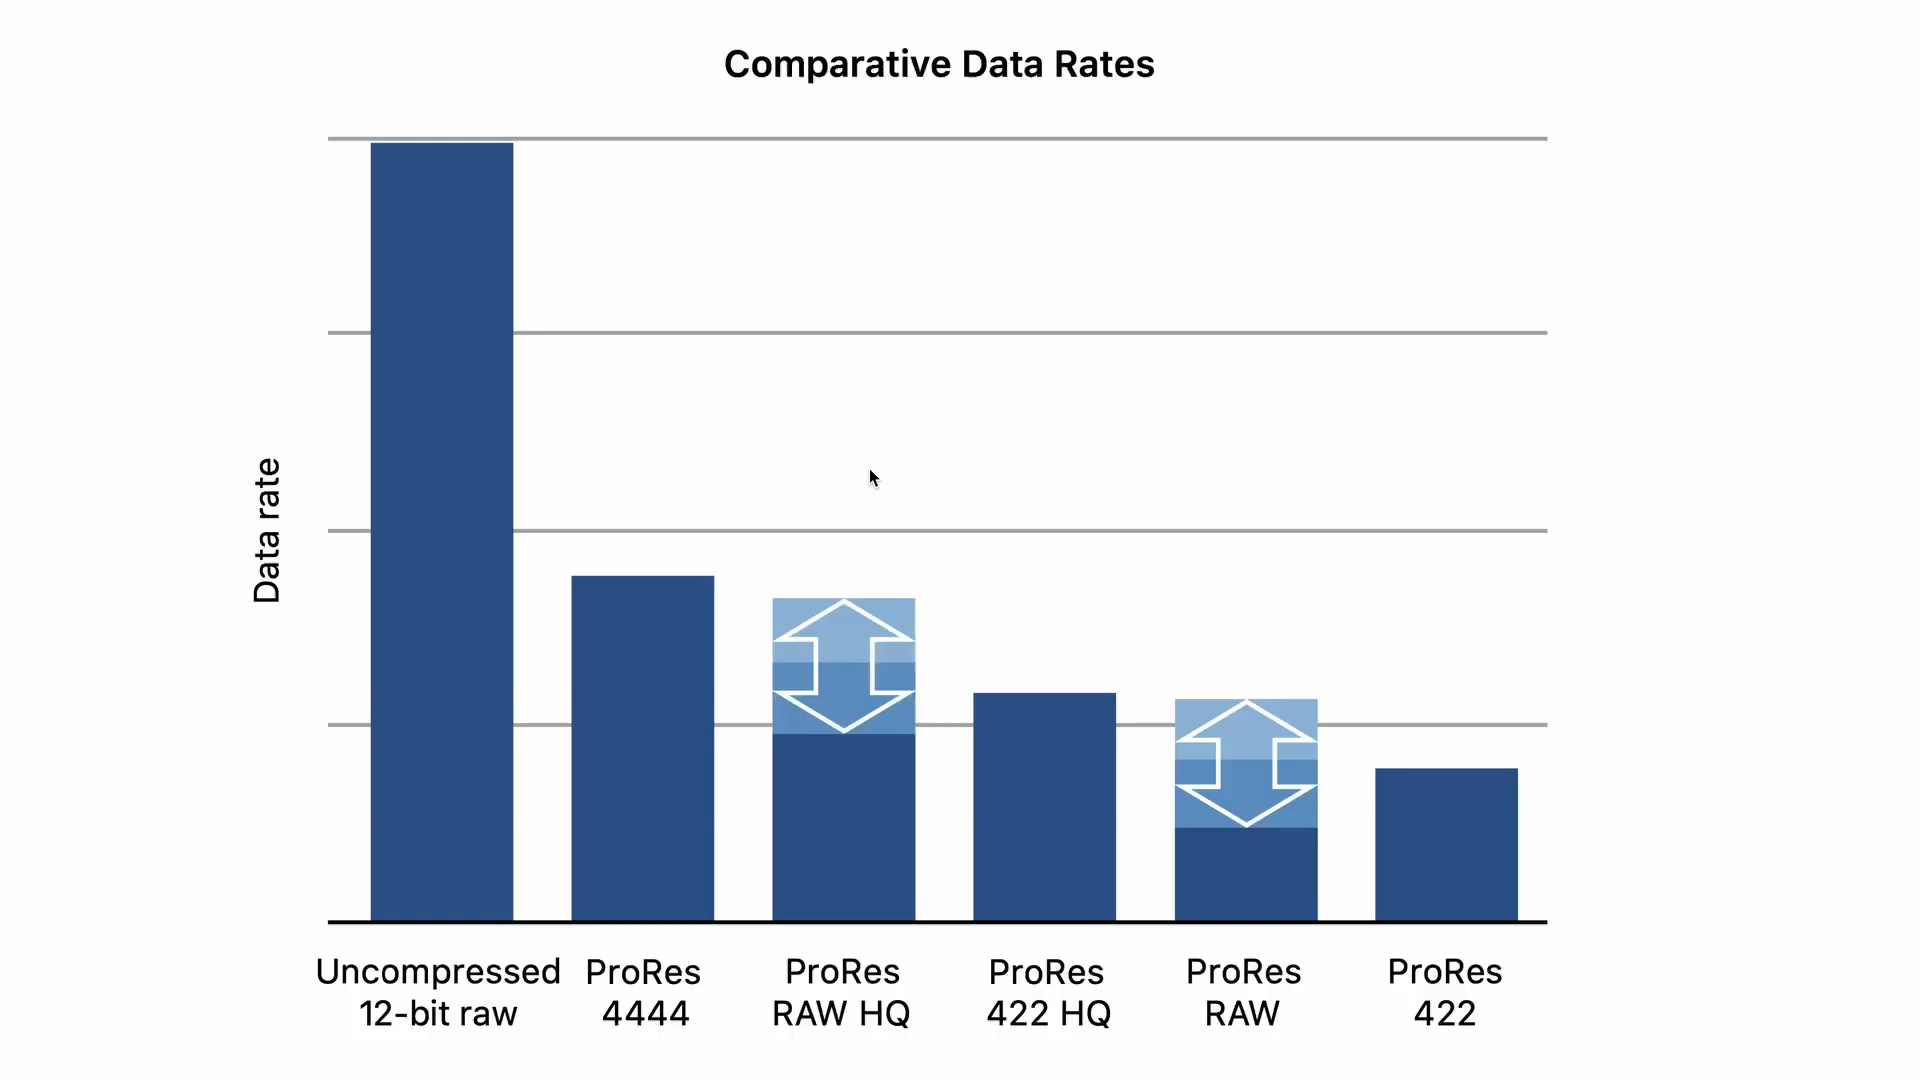 Comparative Data Rates
Data rate
Uncompressed
12-bit raw
ProRes
4444
ProRes
RAW HQ
ProRes
422 HQ
ProRes
RAW
ProRes
422